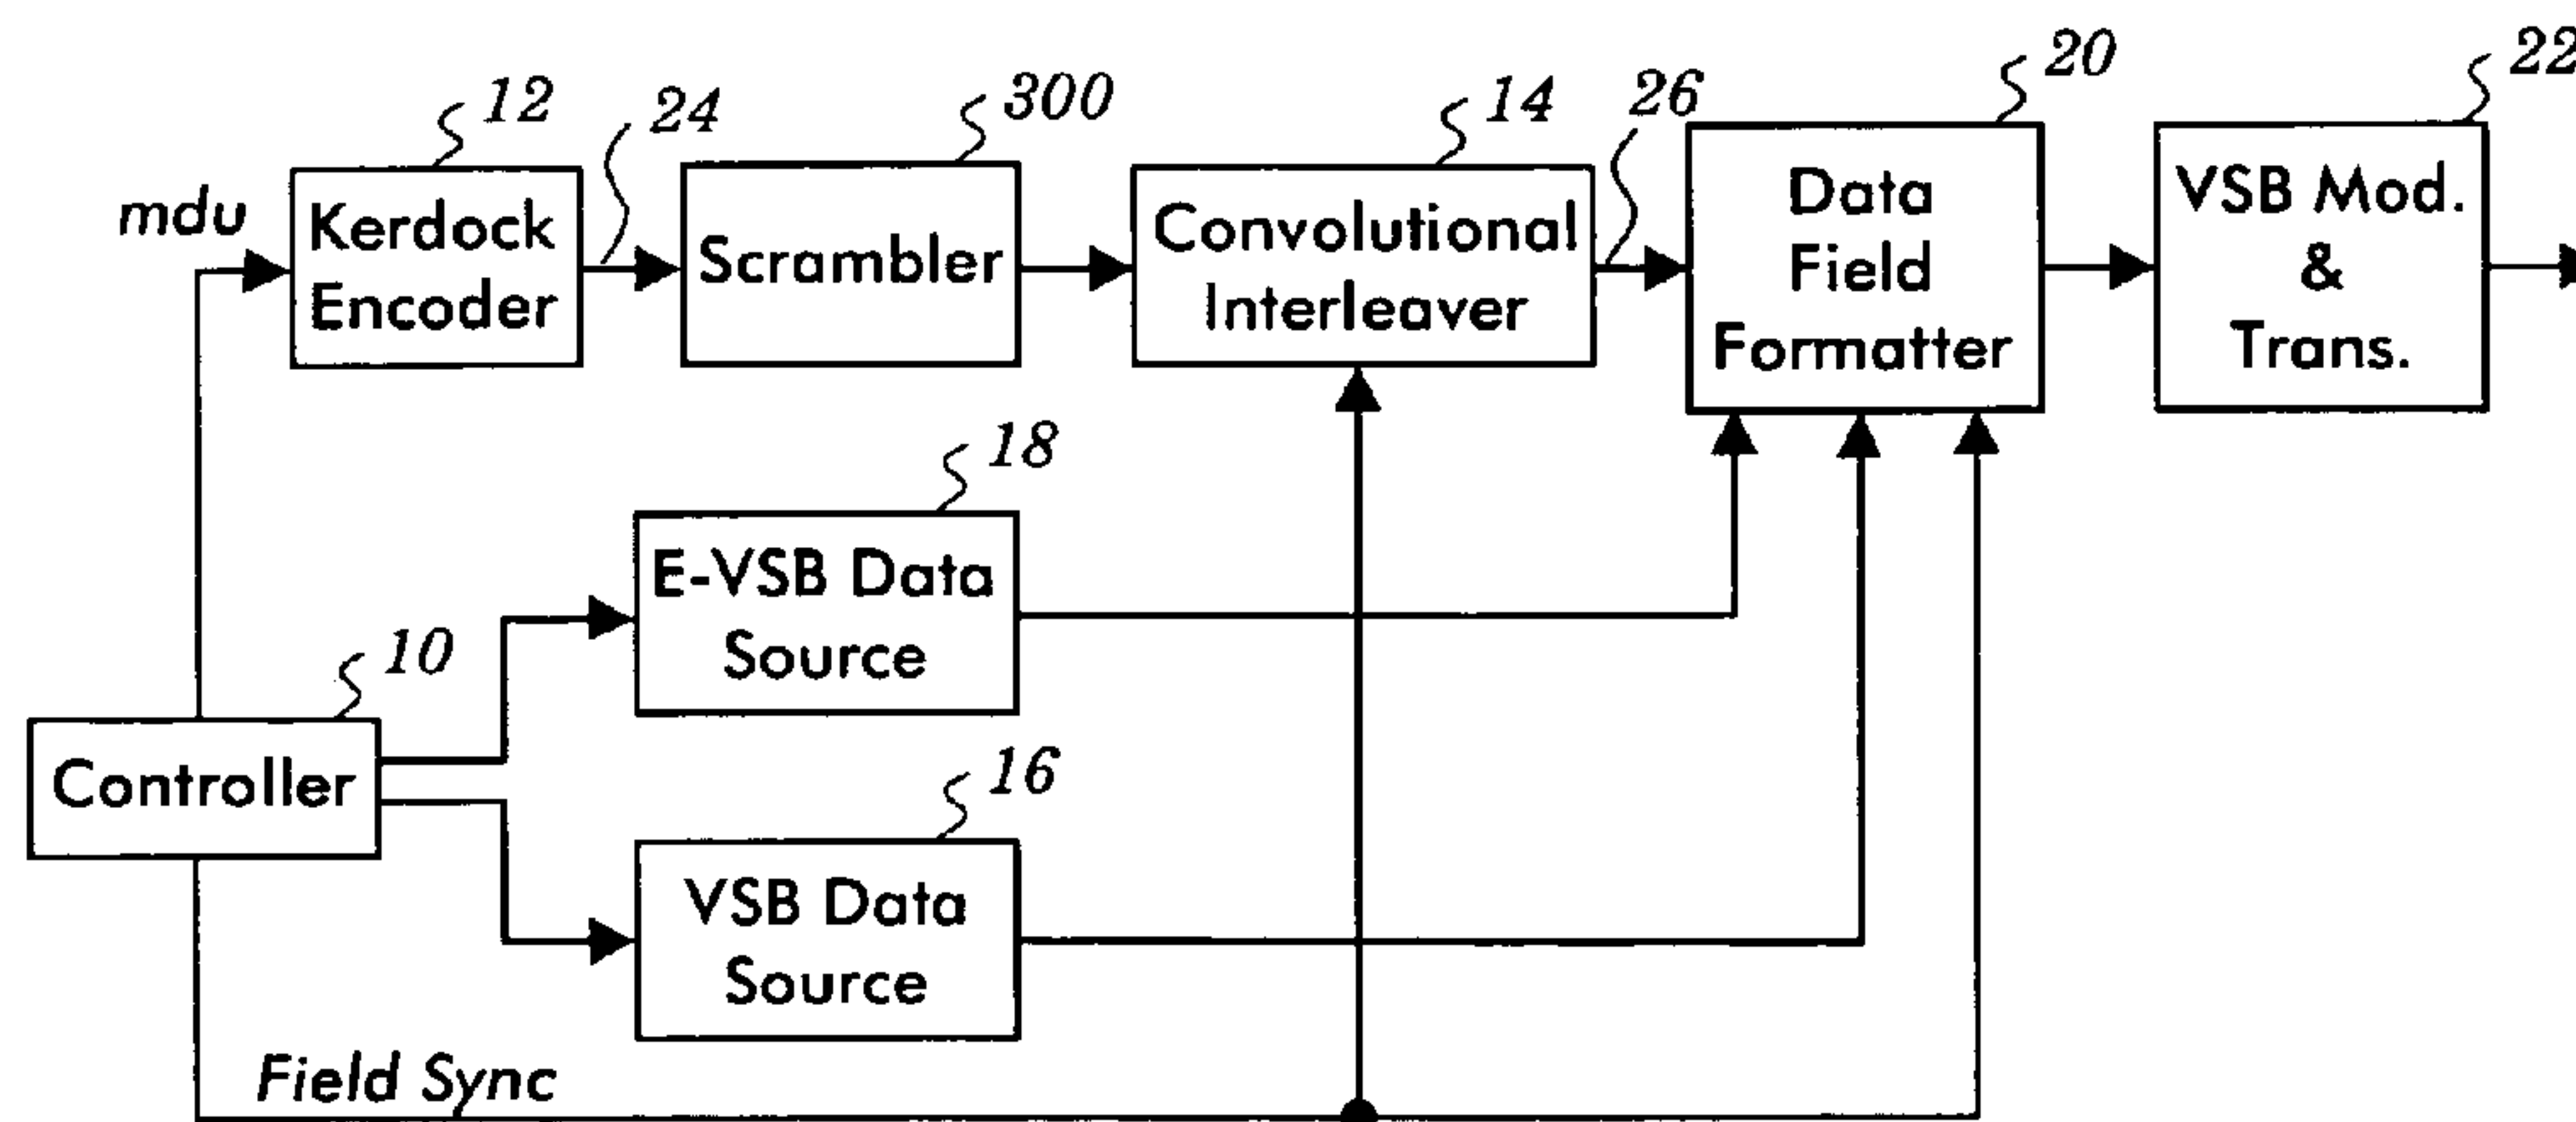 12
24
300
14
26
20
22
mdu
Kerdock
Encoder
Scrambler
Convolutional
Interleaver
Data
Field
Formatter
VSB Mod.
&
Trans.
18
E-VSB Data
Source
10
Controller
16
VSB Data
Source
Field Sync